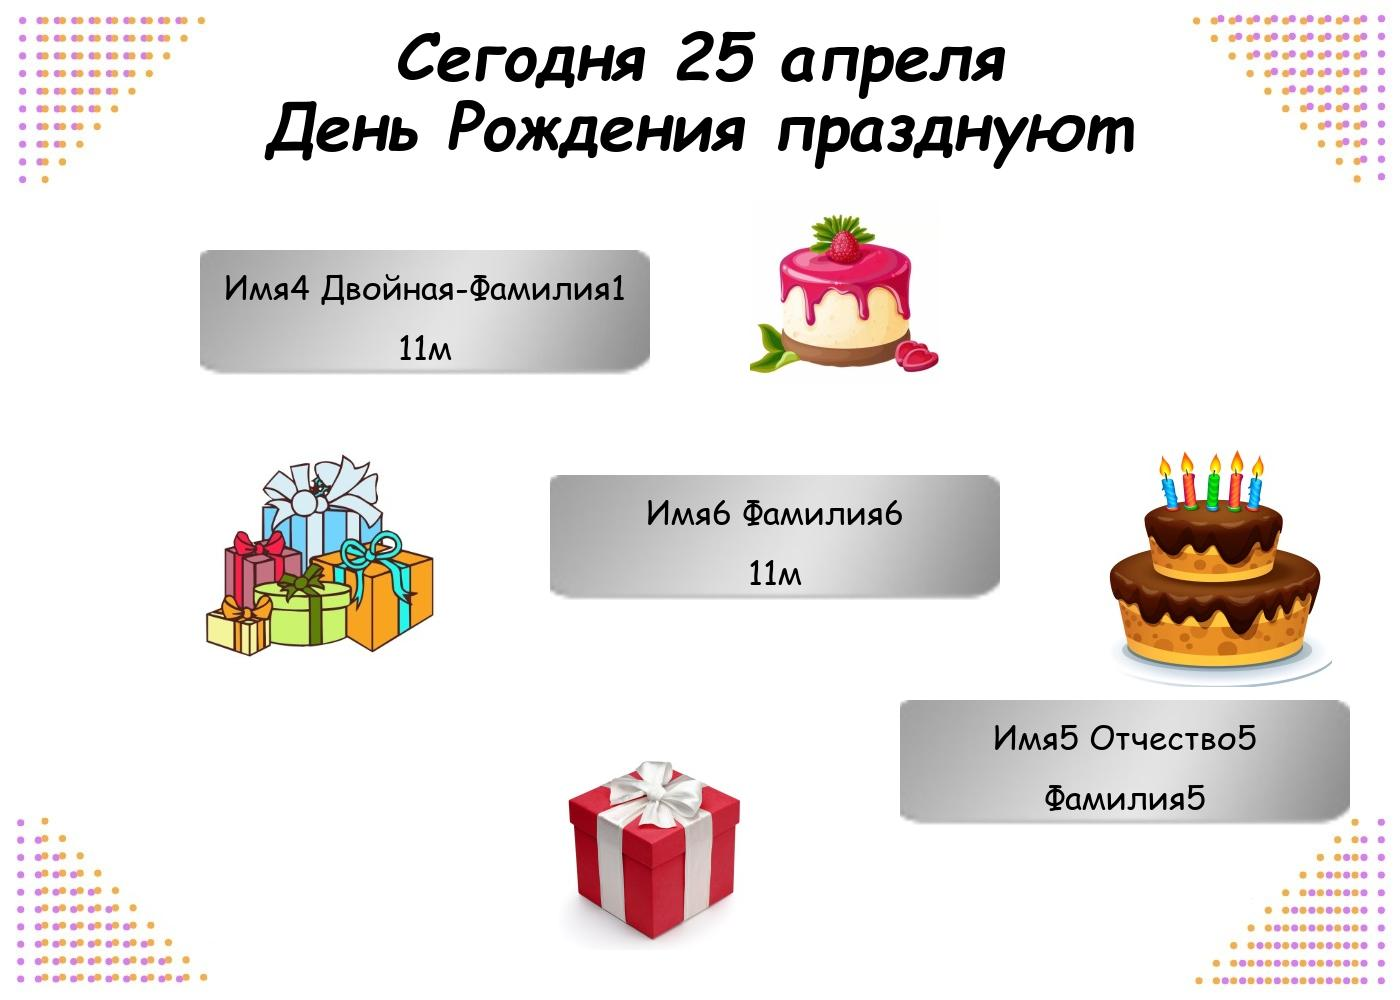 Сегодня 25 апреля
День Рождения празднуют
Имя4 Двойная-Фамилия1
11м
Имя6 Фамилия6
11м
Имя5 Отчество5
Фамилия5